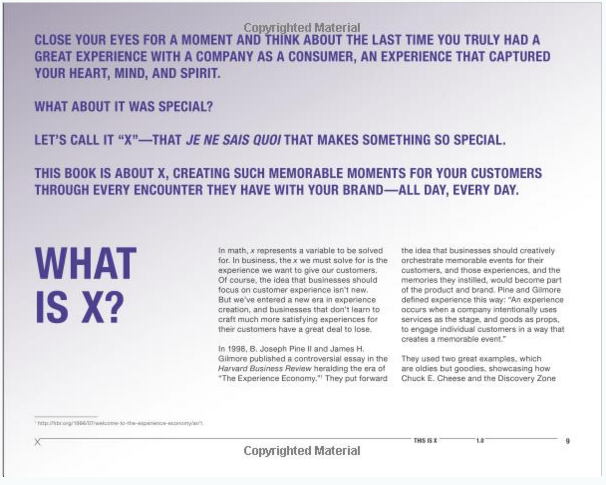 Copyrighted Material
CLOSE YOUR EYES FOR A MOMENT AND THINK ABOUT THE LAST TIME YOU TRULY HAD A
GREAT EXPERIENCE WITH A COMPANY AS A CONSUMER, AN EXPERIENCE THAT CAPTURED
YOUR HEART, MIND, AND SPIRIT.
WHAT ABOUT IT WAS SPECIAL?
LET'S CALL IT “X”—THAT JE NE SAIS QUOI THAT MAKES SOMETHING SO SPECIAL.
THIS BOOK IS ABOUT X, CREATING SUCH MEMORABLE MOMENTS FOR YOUR CUSTOMERS
THROUGH EVERY ENCOUNTER THEY HAVE WITH YOUR BRAND—ALL DAY, EVERY DAY.
WHAT
IS X?
In math, x represents a variable to be solved
for. In business, the x we must solve for is the
experience we want to give our customers.
Of course, the idea that businesses should
focus on customer experience isn't new.
But we've entered a new era in experience
creation, and businesses that don't learn to
craft much more satisfying experiences for
their customers have a great deal to lose.
In 1998, B. Joseph Pine II and James H.
Gilmore published a controversial essay in the
Harvard Business Review heralding the era of
“The Experience Economy.”¹ They put forward
the idea that businesses should creatively
orchestrate memorable events for their
customers, and those experiences, and the
memories they instilled, would become part
of the product and brand. Pine and Gilmore
defined experience this way: “An experience
occurs when a company intentionally uses
services as the stage, and goods as props,
to engage individual customers in a way that
creates a memorable event.”
They used two great examples, which
are oldies but goodies, showcasing how
Chuck E. Cheese and the Discovery Zone
X
THIS IS X 1.0 9
Copyrighted Material